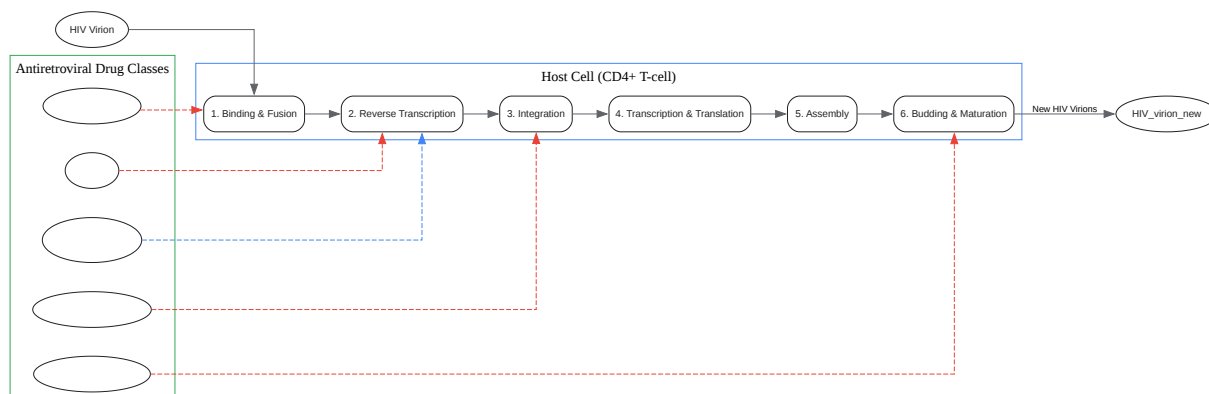 HIV Virion
Antiretroviral Drug Classes
Host Cell (CD4+ T-cell)
1. Binding & Fusion
2. Reverse Transcription
3. Integration
4. Transcription & Translation
5. Assembly
6. Budding & Maturation
New HIV Virions
HIV_virion_new